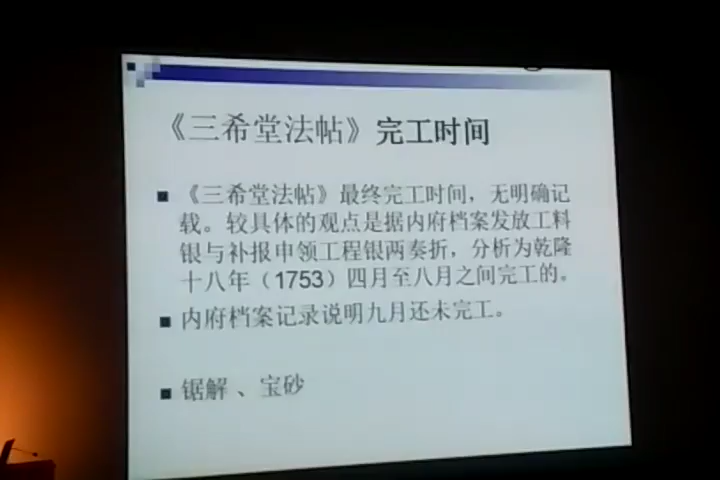 《三希堂法帖》完工时间
《三希堂法帖》最终完工时间，无明确记
载。较具体的观点是据内府档案发放工料
银与补报申领工程银两奏折，分析为乾隆
十八年（1753）四月至八月之间完工的。
内府档案记录说明九月还未完工。
锯解 、宝砂